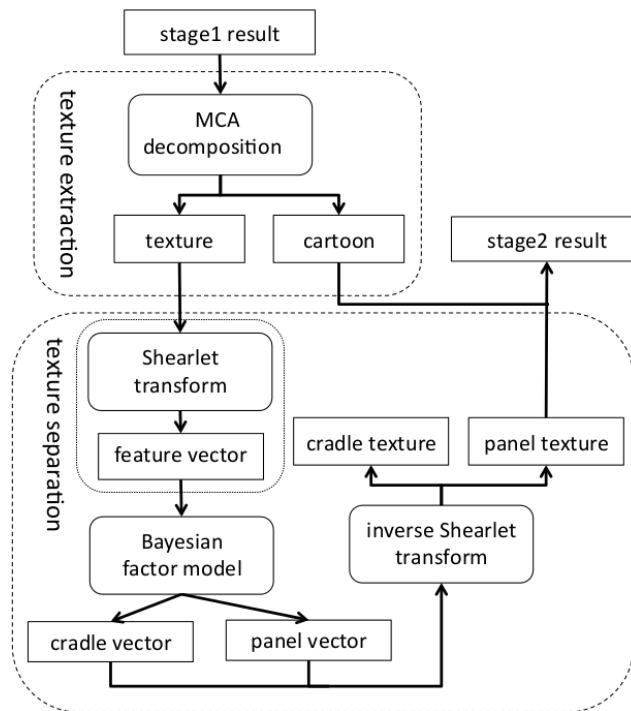 stage1 result
texture extraction
MCA
decomposition
texture
cartoon
stage2 result
texture separation
Shearlet
transform
feature vector
cradle texture
panel texture
Bayesian
factor model
inverse Shearlet
transform
cradle vector
panel vector